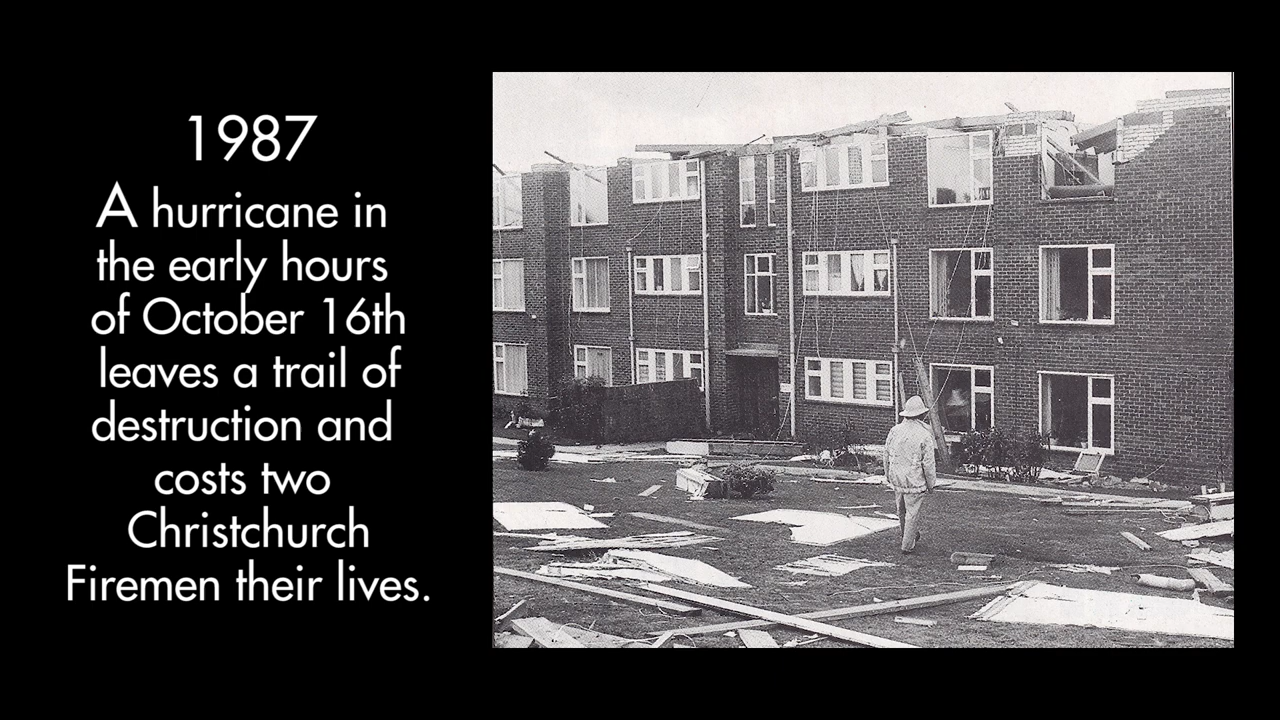 1987
A hurricane in
the early hours
of October 16th
leaves a trail of
destruction and
costs two
Christchurch
Firemen their lives.